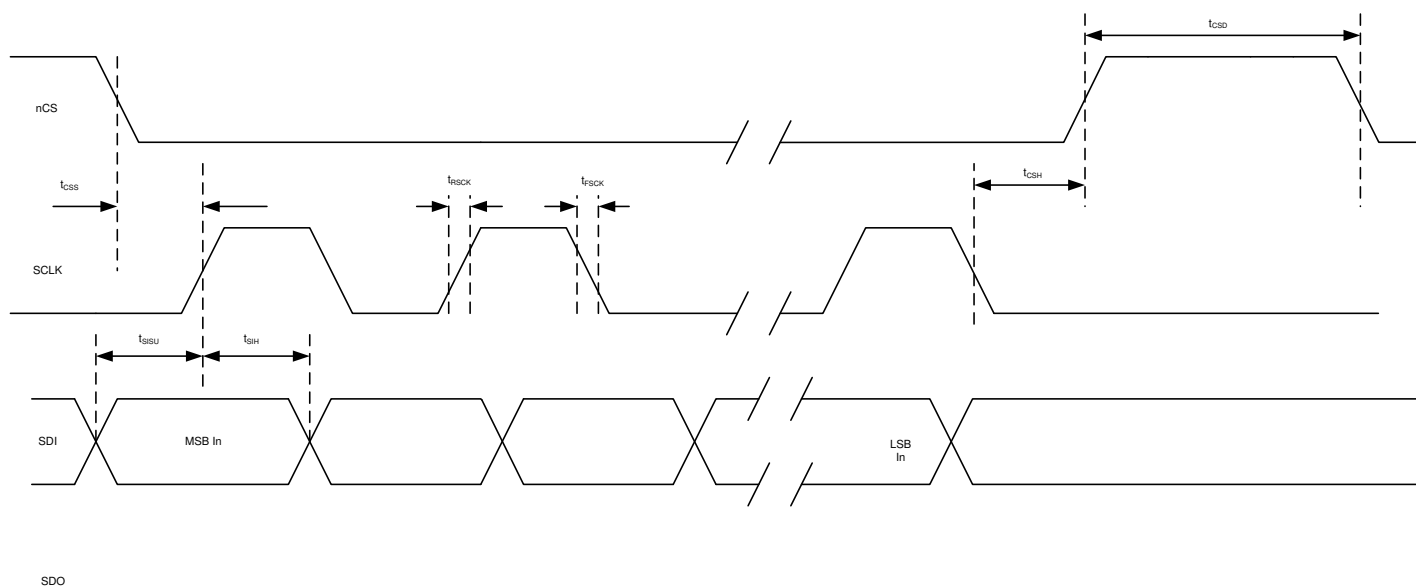 tCSD
nCS
tCSS
tRSCK
tFSCK
tCSH
SCLK
tSISU
tSIH
SDI
MSB In
LSB
In
SDO